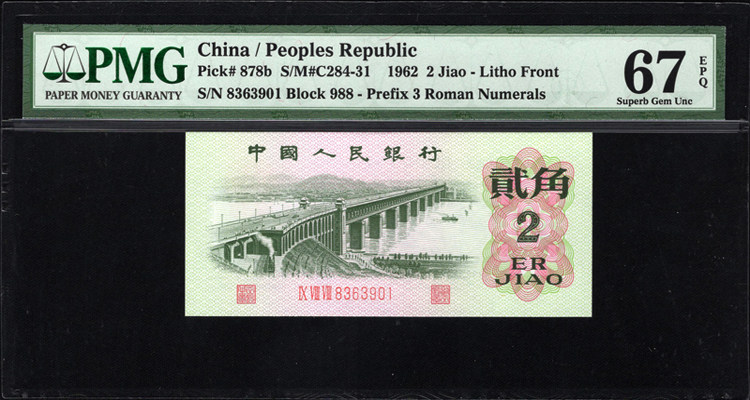 PMG
PAPER MONEY GUARANTY
China / Peoples Republic
Pick# 878b S/M#C284-31 1962 2 Jiao - Litho Front
S/N 8363901 Block 988 - Prefix 3 Roman Numerals
67
EPQ
Superb Gem Unc
中國人民銀行
貳角
2
ER
JIAO
IX VIII VIII 8363901